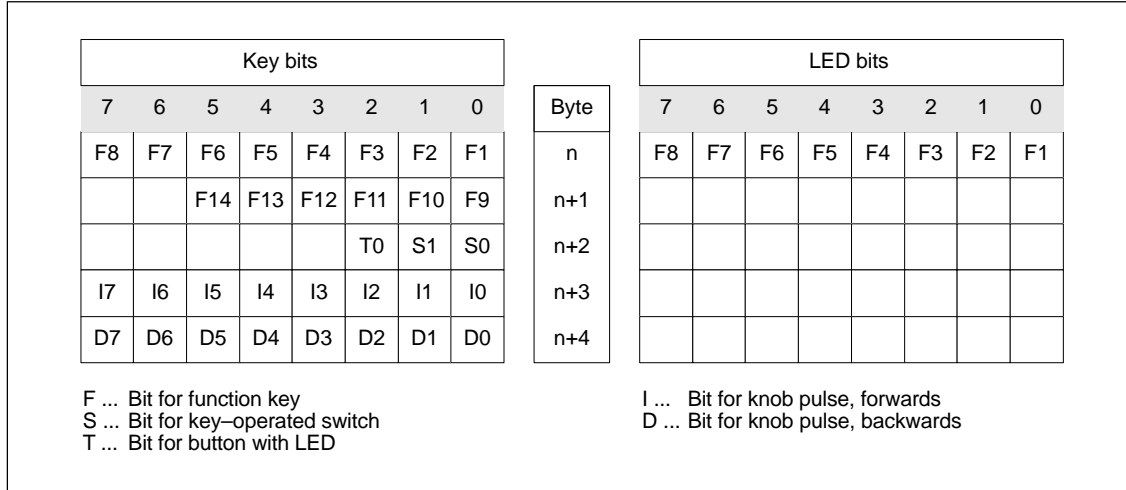 Key bits
LED bits
7 6 5 4 3 2 1 0
Byte
7 6 5 4 3 2 1 0
F8 F7 F6 F5 F4 F3 F2 F1
n
F8 F7 F6 F5 F4 F3 F2 F1
F14 F13 F12 F11 F10 F9
n+1
T0 S1 S0
n+2
I7 I6 I5 I4 I3 I2 I1 I0
n+3
D7 D6 D5 D4 D3 D2 D1 D0
n+4
F ... Bit for function key
S ... Bit for key–operated switch
T ... Bit for button with LED
I ... Bit for knob pulse, forwards
D ... Bit for knob pulse, backwards